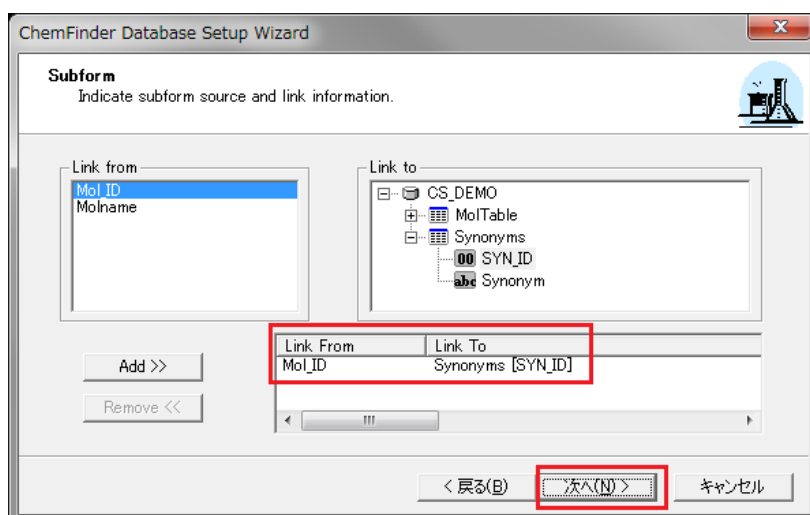 ChemFinder Database Setup Wizard
Subform
Indicate subform source and link information.
Link from
Mol_ID
Molname
Link to
CS_DEMO
MolTable
Synonyms
00 SYN_ID
abc Synonym
Add >>
Remove <<
Link From Link To
Mol_ID Synonyms [SYN_ID]
< 戻る(B) 次へ(N) > キャンセル